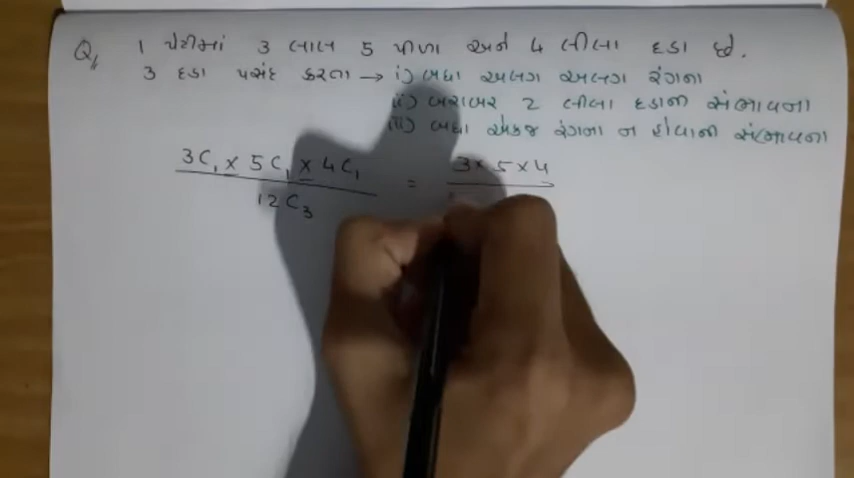 Q. 1 પેટીમાં 3 લાલ 5 પીળા અને 4 લીલા દડા છે.
3 દડા પસંદ કરતા → i) બધા અલગ અલગ રંગના
ii) બરાબર 2 લીલા દડાની સંભાવના
iii) બધા એકજ રંગના ન હોવાની સંભાવના
3C₁ × 5C₁ × 4C₁ = 3 × 5 × 4
12C₃